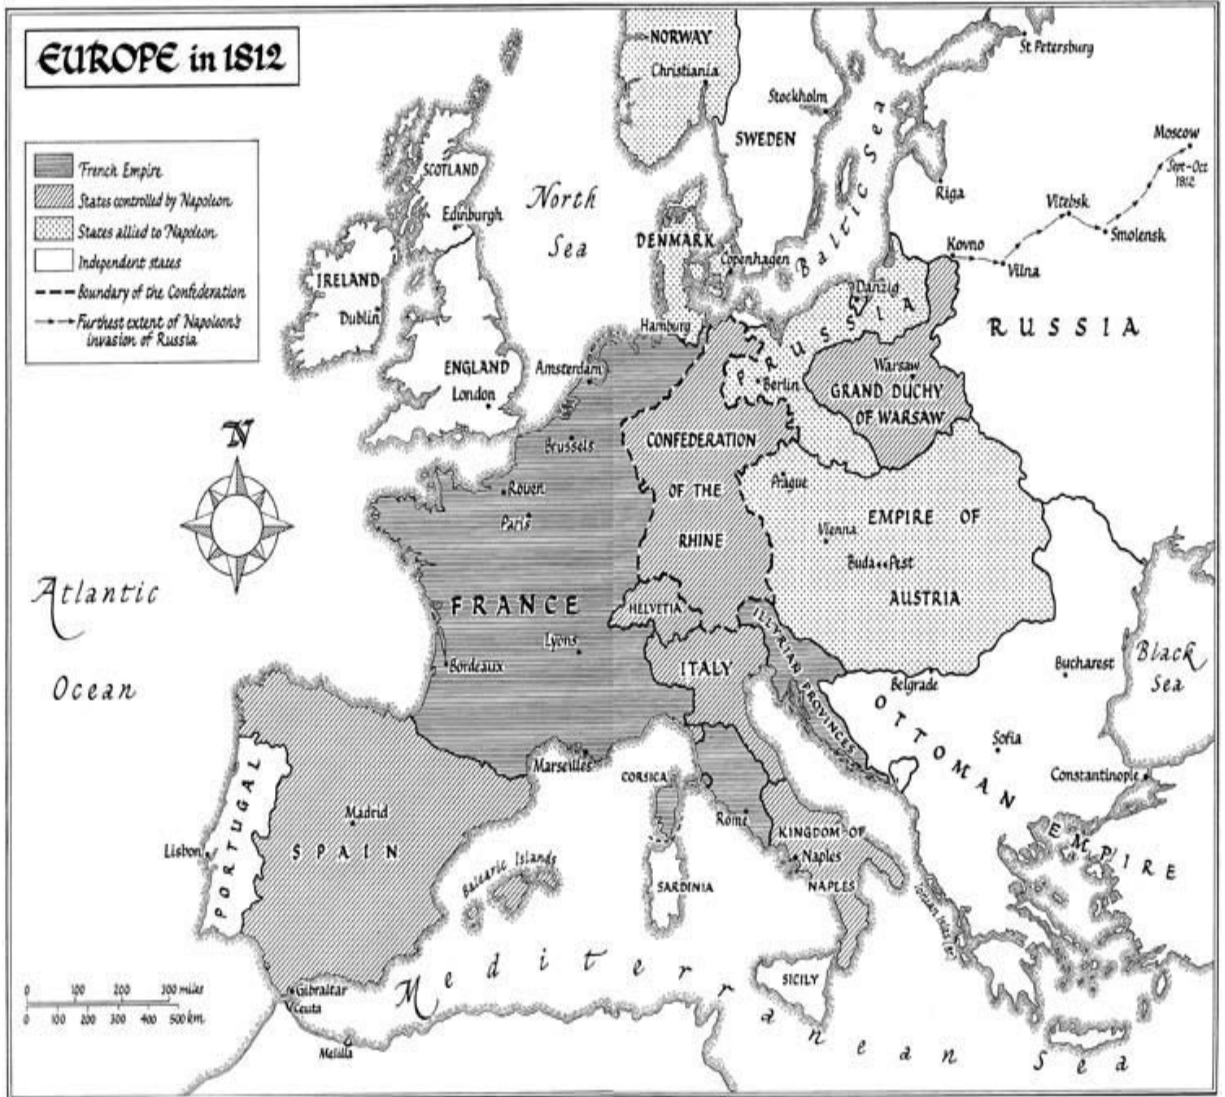 EUROPE in 1812
French Empire
States controlled by Napoleon
States allied to Napoleon
Independent states
Boundary of the Confederation
Furthest extent of Napoleon's
invasion of Russia
NORWAY
Christiania
St Petersburg
Stockholm
SWEDEN
Baltic Sea
Moscow
Sept-Oct
1812
Riga
Vitebsk
Smolensk
Kovno
Vilna
RUSSIA
SCOTLAND
Edinburgh
North
Sea
DENMARK
Copenhagen
IRELAND
Dublin
Danzig
PRUSSIA
Hamburg
ENGLAND
London
Amsterdam
Berlin
Warsaw
GRAND DUCHY
OF WARSAW
N
Brussels
CONFEDERATION
OF THE
RHINE
Rouen
Paris
Prague
Vienna
EMPIRE OF
AUSTRIA
Buda
Pest
Atlantic
Ocean
FRANCE
Lyons
Bordeaux
HELVETIA
ITALY
ILLYRIAN PROVINCES
Bucharest
Black
Sea
Belgrade
OTTOMAN EMPIRE
Sofia
Constantinople
Marseilles
CORSICA
Rome
PORTUGAL
Lisbon
Madrid
SPAIN
Balearic Islands
SARDINIA
KINGDOM OF
Naples
NAPLES
Ionian Isles
SICILY
Mediterranean Sea
Gibraltar
Ceuta
Melilla
0 100 200 300 miles
0 100 200 300 400 500 km